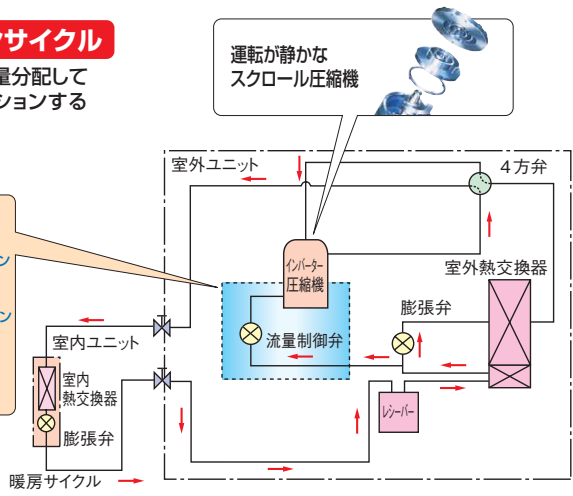 ンサイクル
量分配して
ションする
運転が静かな
スクロール圧縮機
室外ユニット
4方弁
インバーター
圧縮機
室外熱交換器
膨張弁
流量制御弁
ン
ン
室内ユニット
室内
熱交換器
膨張弁
レシーバー
暖房サイクル